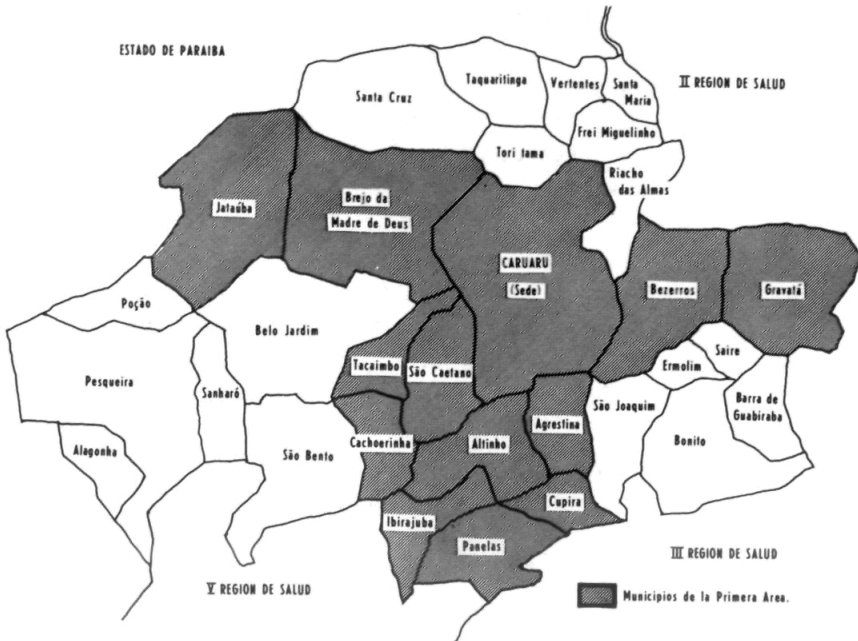 ESTADO DE PARAIBA
Taquaritinga
Vertentes
Santa
Maria
II REGION DE SALUD
Santa Cruz
Frei Miguelinho
Tori tama
Riacho
das Almas
Jataúba
Brejo da
Madre de Deus
CARUARU
(Sede)
Bezerros
Gravatá
Poção
Belo Jardim
Saire
Ermolim
Tacaimbo
São Caetano
Pesqueira
Sanharó
São Joaquim
Barra de
Guabiraba
Agrestina
Alagonha
São Bento
Cachoerinha
Altinho
Bonito
Cupira
Ibirajuba
Panelas
III REGION DE SALUD
V REGION DE SALUD
Municipios de la Primera Area.